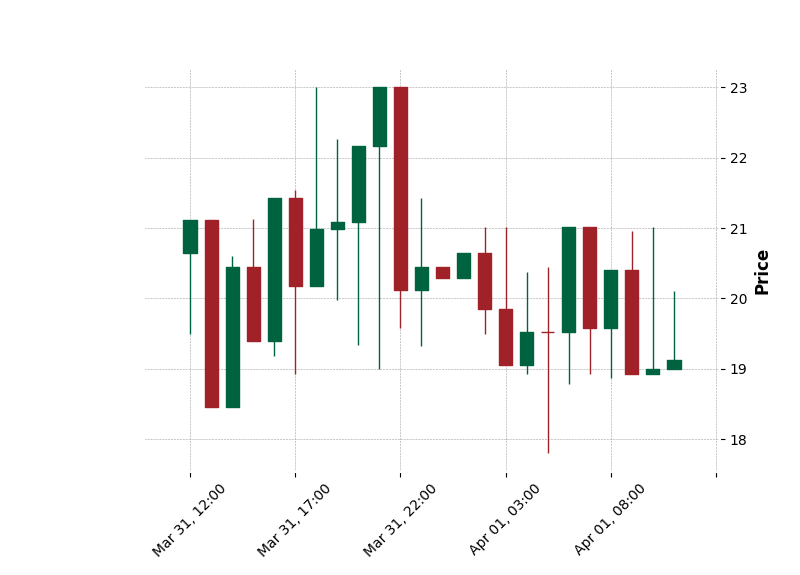 23
22
21
20
19
18
Price
Mar 31, 12:00
Mar 31, 17:00
Mar 31, 22:00
Apr 01, 03:00
Apr 01, 08:00